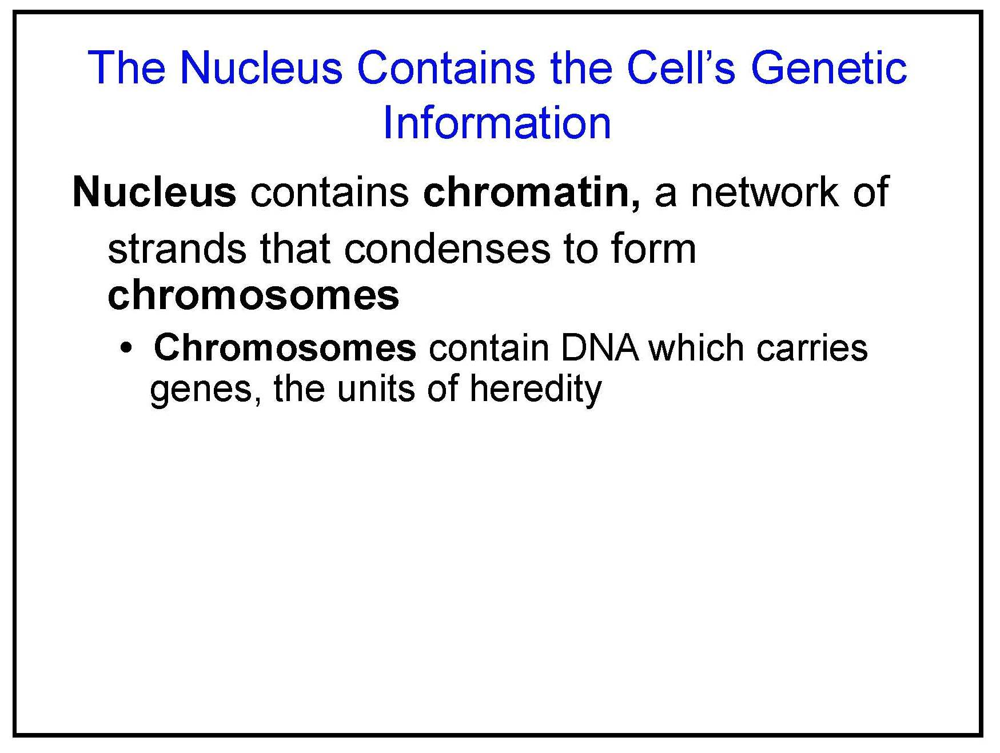 The Nucleus Contains the Cell’s Genetic
Information
Nucleus contains chromatin, a network of
strands that condenses to form
chromosomes
• Chromosomes contain DNA which carries
genes, the units of heredity